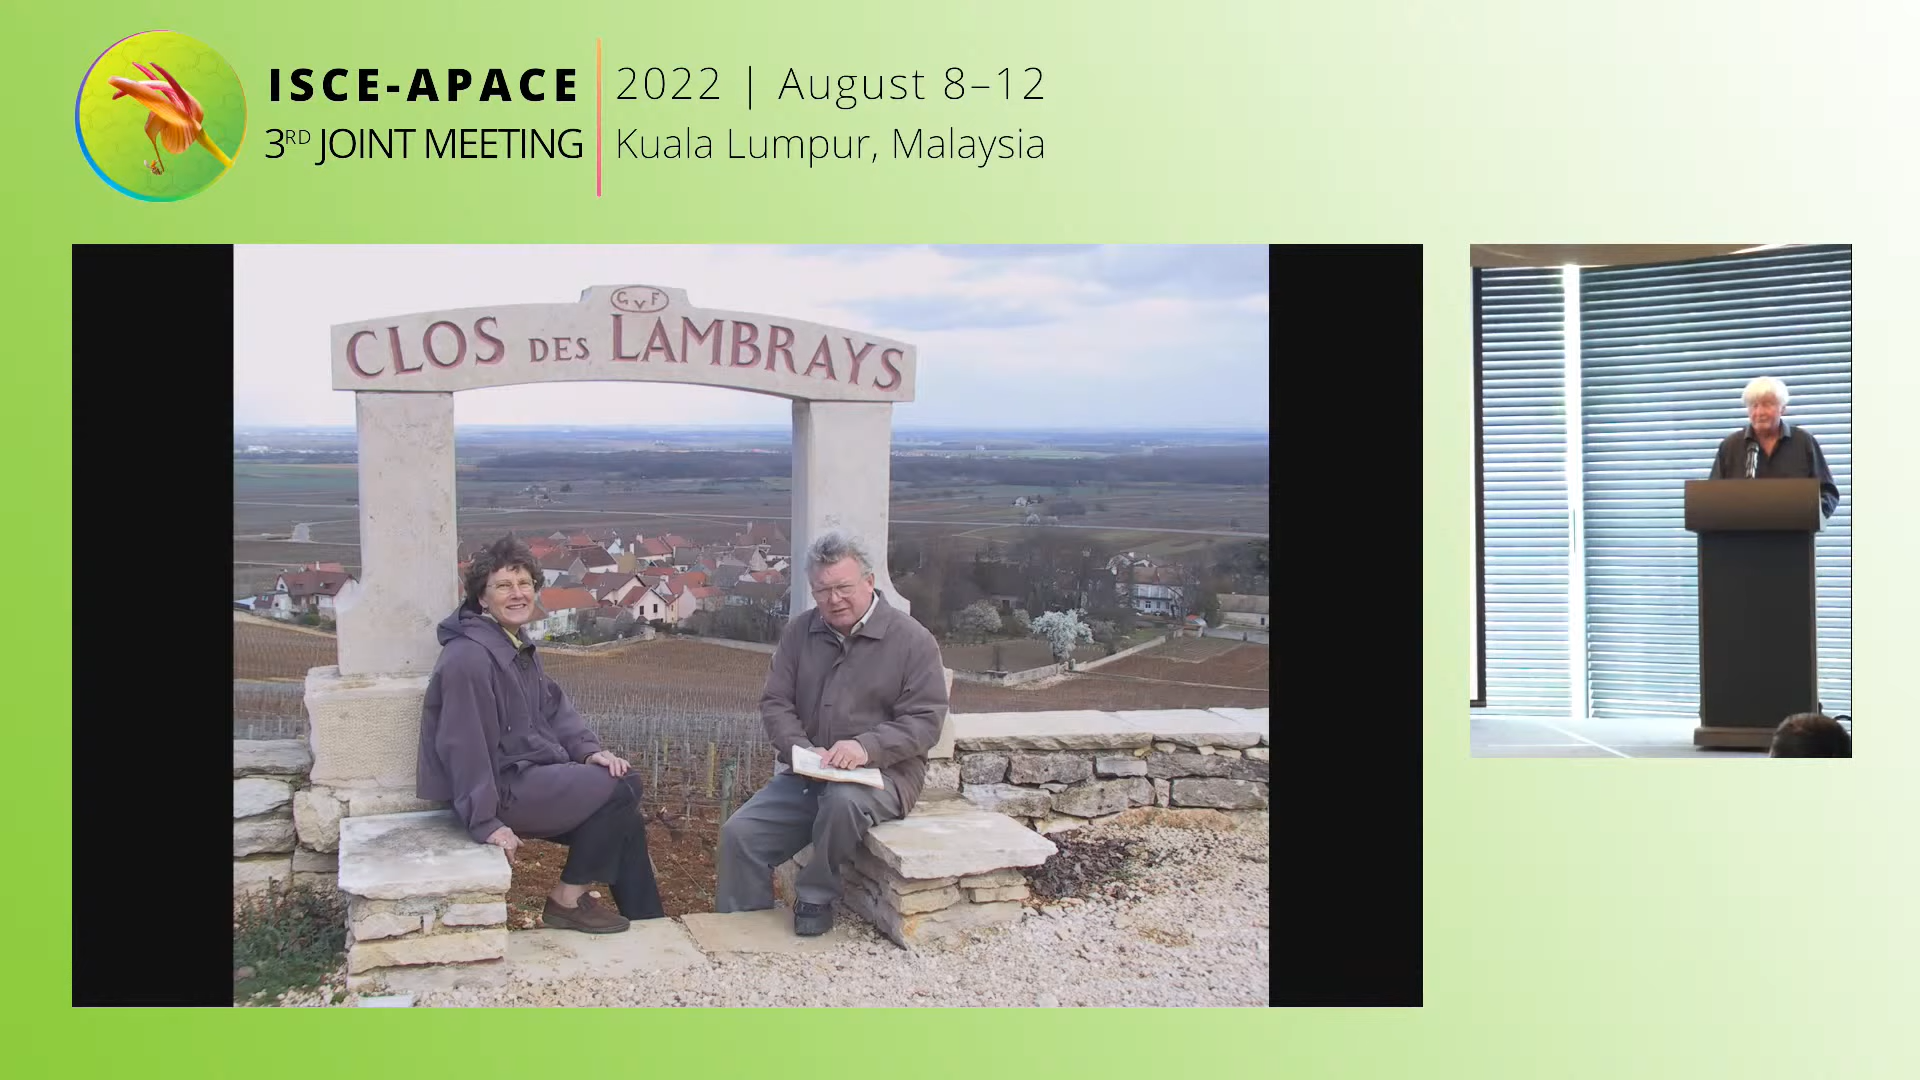 ISCE-APACE
3RD JOINT MEETING
2022 | August 8–12
Kuala Lumpur, Malaysia
GVF
CLOS DES LAMBRAYS